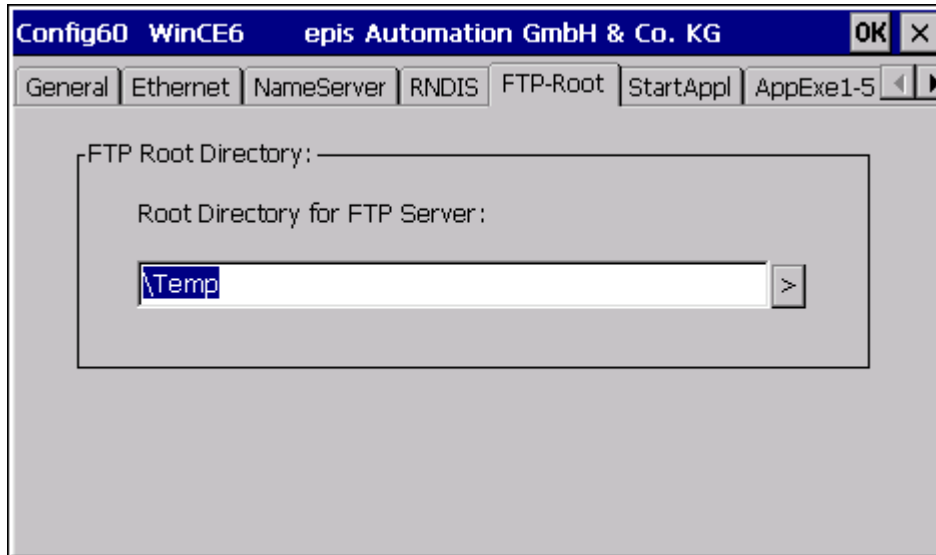 Config60 WinCE6 epis Automation GmbH & Co. KG OK ×
General Ethernet NameServer RNDIS FTP-Root StartAppl AppExe1-5
FTP Root Directory:
Root Directory for FTP Server:
\Temp >